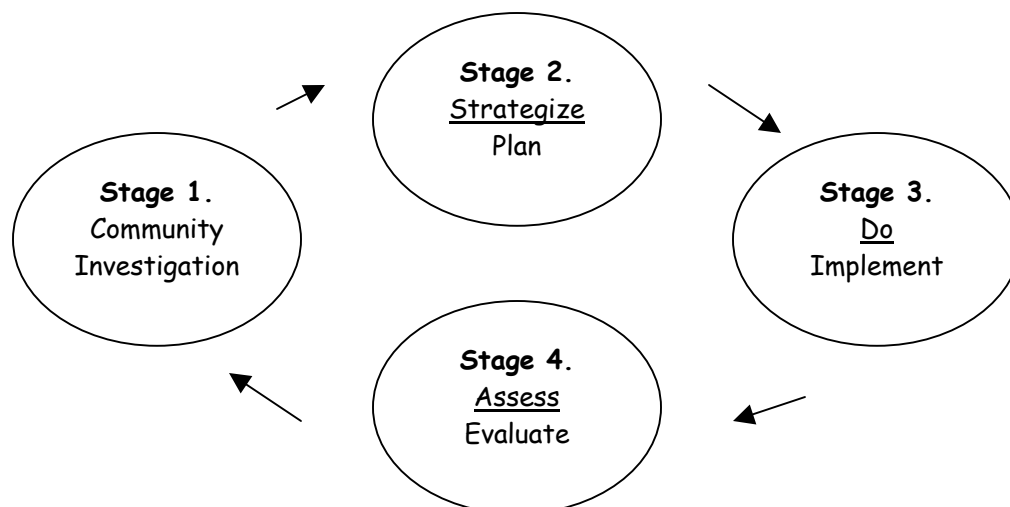 Stage 1.
Community
Investigation
Stage 2.
Strategize
Plan
Stage 3.
Do
Implement
Stage 4.
Assess
Evaluate